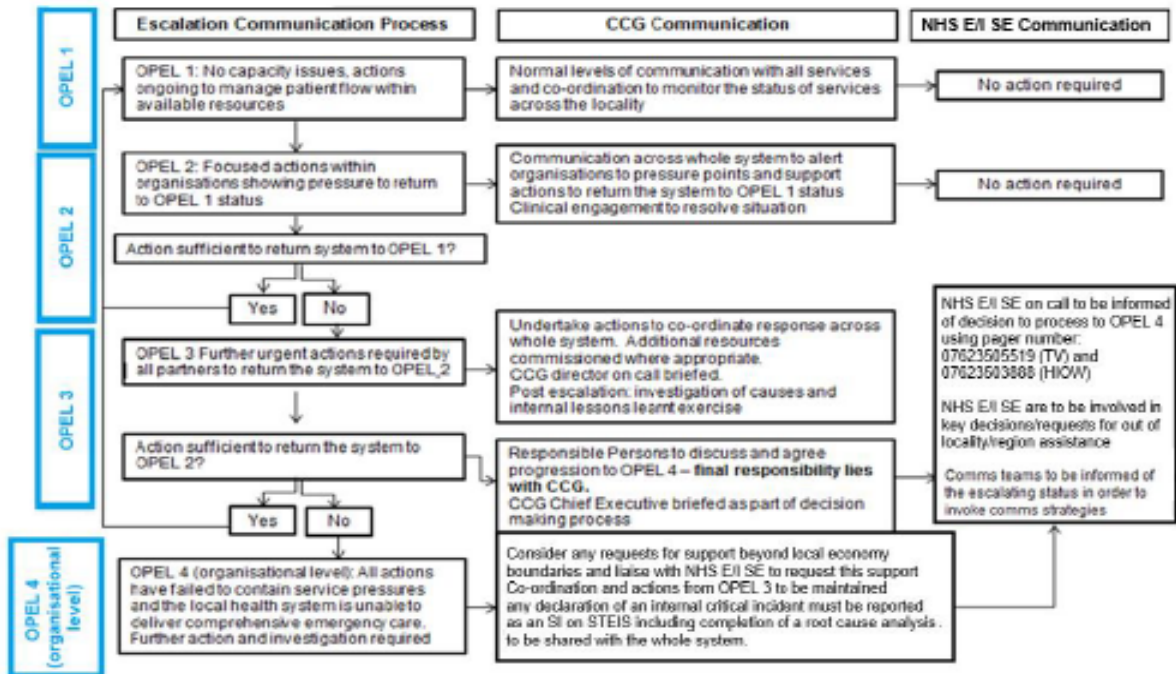 Escalation Communication Process
CCG Communication
NHS E/I SE Communication
OPEL 1
OPEL 1: No capacity issues, actions
ongoing to manage patient flow within
available resources
Normal levels of communication with all services
and co-ordination to monitor the status of services
across the locality
No action required
OPEL 2
OPEL 2: Focused actions within
organisations showing pressure to return
to OPEL 1 status
Communication across whole system to alert
organisations to pressure points and support
actions to return the system to OPEL 1 status
Clinical engagement to resolve situation
No action required
Action sufficient to return system to OPEL 1?
Yes
No
OPEL 3
OPEL 3 Further urgent actions required by
all partners to return the system to OPEL 2
Undertake actions to co-ordinate response across
whole system. Additional resources
commissioned where appropriate.
CCG director on call briefed.
Post escalation: investigation of causes and
internal lessons learnt exercise
NHS E/I SE on call to be informed
of decision to process to OPEL 4
using pager number:
07623505519 (TV) and
07623503888 (HIOW)
NHS E/I SE are to be involved in
key decisions/requests for out of
locality/region assistance
Comms teams to be informed
of the escalating status in order to
invoke comms strategies
Action sufficient to return the system to
OPEL 2?
Yes
No
Responsible Persons to discuss and agree
progression to OPEL 4 – final responsibility lies
with CCG.
CCG Chief Executive briefed as part of decision
making process
OPEL 4
(organisational
level)
OPEL 4 (organisational level): All actions
have failed to contain service pressures
and the local health system is unable to
deliver comprehensive emergency care.
Further action and investigation required
Consider any requests for support beyond local economy
boundaries and liaise with NHS E/I SE to request this support
Co-ordination and actions from OPEL 3 to be maintained
any declaration of an internal critical incident must be reported
as an SI on STEIS including completion of a root cause analysis .
to be shared with the whole system.